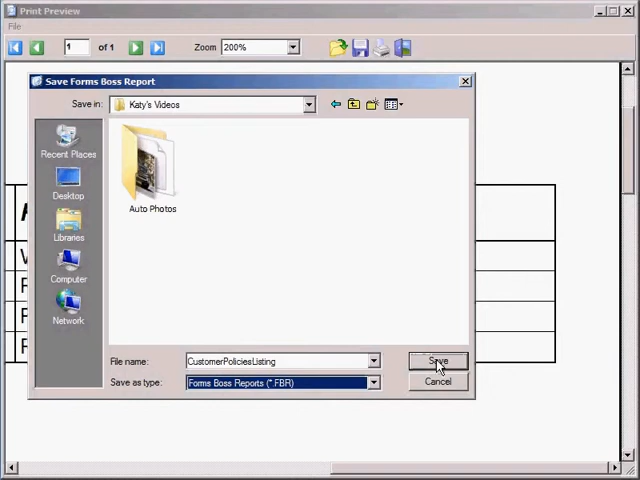 Print Preview
File
1 of 1 Zoom 200%
Save Forms Boss Report
Save in: Katy's Videos
Recent Places
Desktop
Libraries
Computer
Network
Auto Photos
File name: CustomerPoliciesListing Save
Save as type: Forms Boss Reports (*.FBR) Cancel